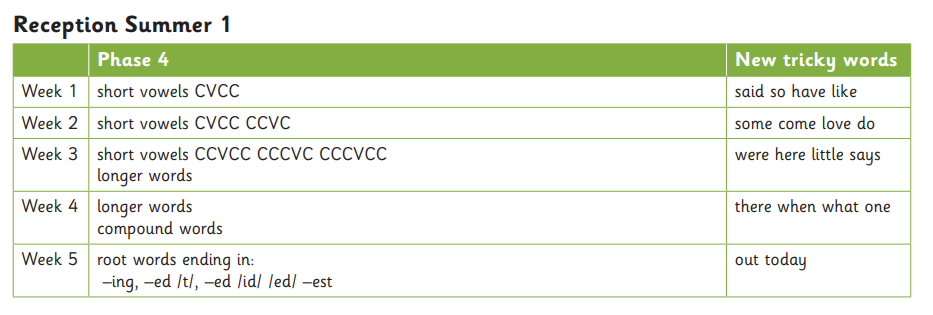 Reception Summer 1
Phase 4 New tricky words
Week 1 short vowels CVCC said so have like
Week 2 short vowels CVCC CCVC some come love do
Week 3 short vowels CCVCC CCCVC CCCVCC were here little says
longer words
Week 4 longer words there when what one
compound words
Week 5 root words ending in: out today
–ing, –ed /t/, –ed /id/ /ed/ –est